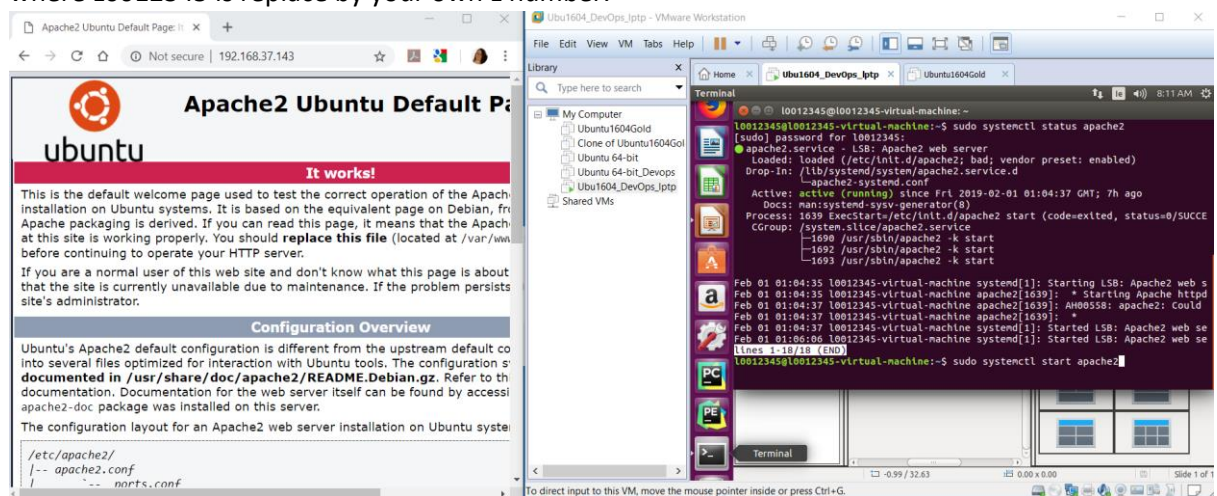 where L0012345 is replace by your own L number.
Apache2 Ubuntu Default Page: It
Not secure | 192.168.37.143
ubuntu
Apache2 Ubuntu Default Pa
It works!
This is the default welcome page used to test the correct operation of the Apach
installation on Ubuntu systems. It is based on the equivalent page on Debian, fro
Apache packaging is derived. If you can read this page, it means that the Apach
at this site is working properly. You should replace this file (located at /var/www
before continuing to operate your HTTP server.
If you are a normal user of this web site and don't know what this page is about
that the site is currently unavailable due to maintenance. If the problem persists
site's administrator.
Configuration Overview
Ubuntu's Apache2 default configuration is different from the upstream default co
into several files optimized for interaction with Ubuntu tools. The configuration s
documented in /usr/share/doc/apache2/README.Debian.gz. Refer to th
documentation. Documentation for the web server itself can be found by accessi
apache2-doc package was installed on this server.
The configuration layout for an Apache2 web server installation on Ubuntu syste
/etc/apache2/
|-- apache2.conf
| `-- ports.conf
Ubu1604_DevOps_lptp - VMware Workstation
File Edit View VM Tabs Help
Library
Type here to search
My Computer
Ubuntu1604Gold
Clone of Ubuntu1604Gol
Ubuntu 64-bit
Ubuntu 64-bit_Devops
Ubu1604_DevOps_lptp
Shared VMs
Home Ubu1604_DevOps_lptp Ubuntu1604Gold
Terminal 8:11 AM
l0012345@l0012345-virtual-machine: ~
l0012345@l0012345-virtual-machine:~$ sudo systemctl status apache2
[sudo] password for l0012345:
apache2.service - LSB: Apache2 web server
Loaded: loaded (/etc/init.d/apache2; bad; vendor preset: enabled)
Drop-In: /lib/systemd/system/apache2.service.d
└─apache2-systemd.conf
Active: active (running) since Fri 2019-02-01 01:04:37 GMT; 7h ago
Docs: man:systemd-sysv-generator(8)
Process: 1639 ExecStart=/etc/init.d/apache2 start (code=exited, status=0/SUCCE
CGroup: /system.slice/apache2.service
├─1690 /usr/sbin/apache2 -k start
├─1692 /usr/sbin/apache2 -k start
└─1693 /usr/sbin/apache2 -k start
Feb 01 01:04:35 l0012345-virtual-machine systemd[1]: Starting LSB: Apache2 web s
Feb 01 01:04:35 l0012345-virtual-machine apache2[1639]: * Starting Apache httpd
Feb 01 01:04:37 l0012345-virtual-machine apache2[1639]: AH00558: apache2: Could
Feb 01 01:04:37 l0012345-virtual-machine apache2[1639]: *
Feb 01 01:04:37 l0012345-virtual-machine systemd[1]: Started LSB: Apache2 web se
Feb 01 01:06:06 l0012345-virtual-machine systemd[1]: Started LSB: Apache2 web se
lines 1-18/18 (END)
l0012345@l0012345-virtual-machine:~$ sudo systemctl start apache2
Terminal
-0.99 / 32.63 0.00 x 0.00 Slide 1 of 1
To direct input to this VM, move the mouse pointer inside or press Ctrl+G.